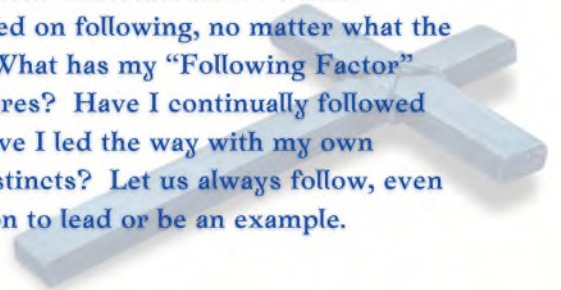 ed on following, no matter what the
What has my “Following Factor”
res? Have I continually followed
ve I led the way with my own
stincts? Let us always follow, even
on to lead or be an example.